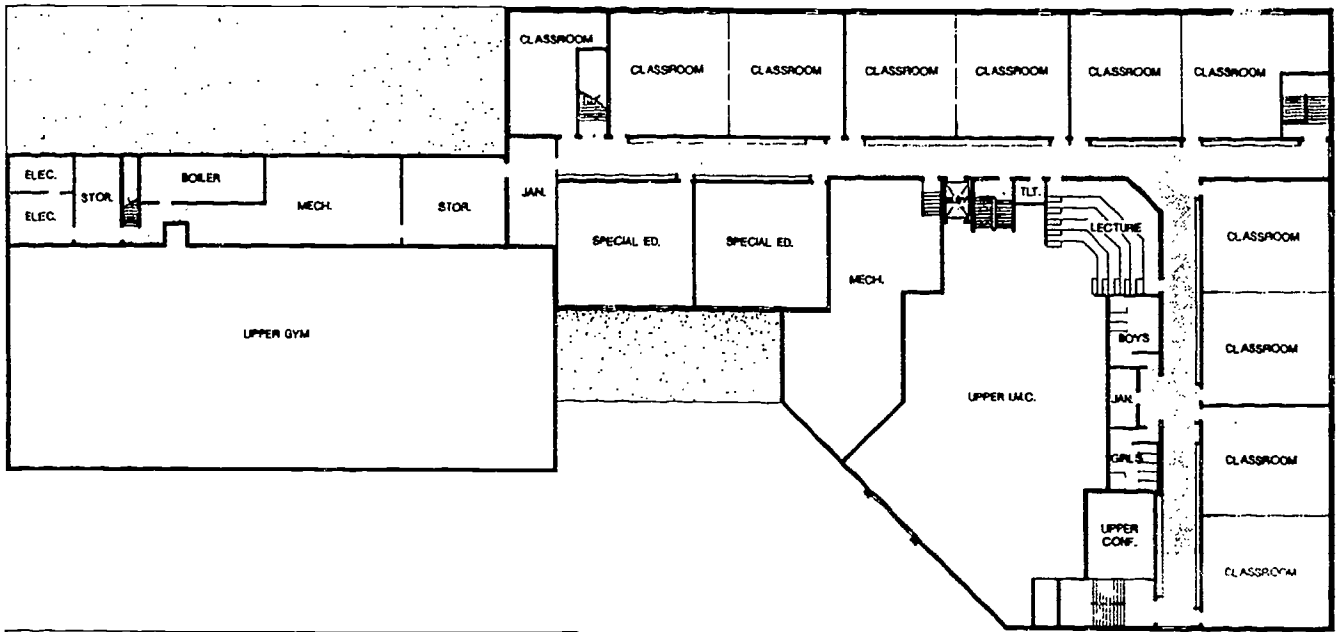 CLASSROOM
CLASSROOM
CLASSROOM
CLASSROOM
CLASSROOM
CLASSROOM
CLASSROOM
ELEC.
STOR.
BOILER
MECH.
STOR.
JAN.
ELEC.
TLT.
LECTURE
CLASSROOM
SPECIAL ED.
SPECIAL ED.
MECH.
UPPER GYM
BOYS
CLASSROOM
UPPER I.M.C.
JAN.
GIRLS
CLASSROOM
UPPER
CONF.
CLASSROOM